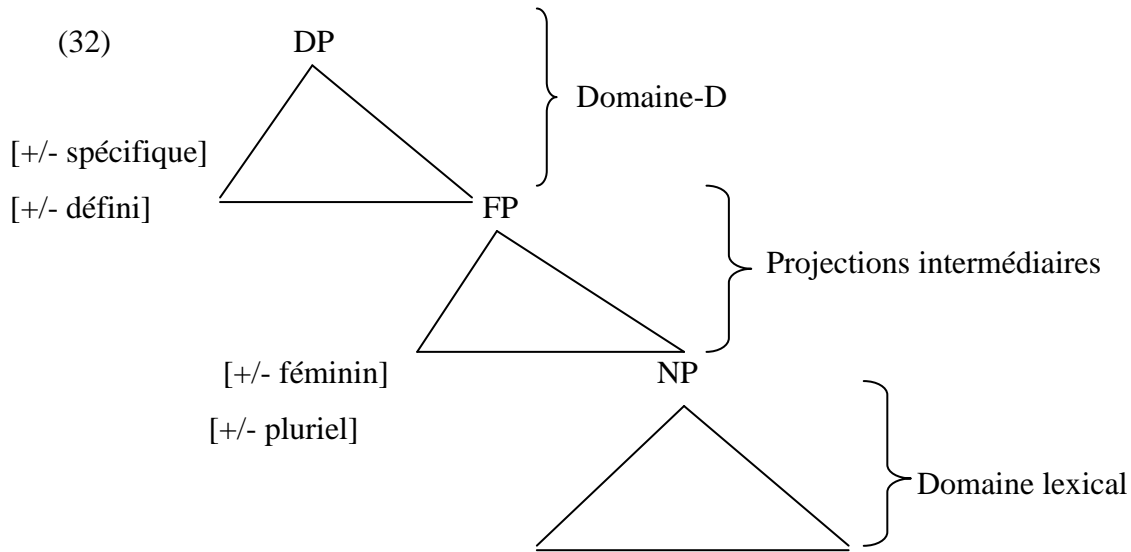 (32)
DP
Domaine-D
[+/- spécifique]
[+/- défini]
FP
Projections intermédiaires
[+/- féminin]
NP
[+/- pluriel]
Domaine lexical